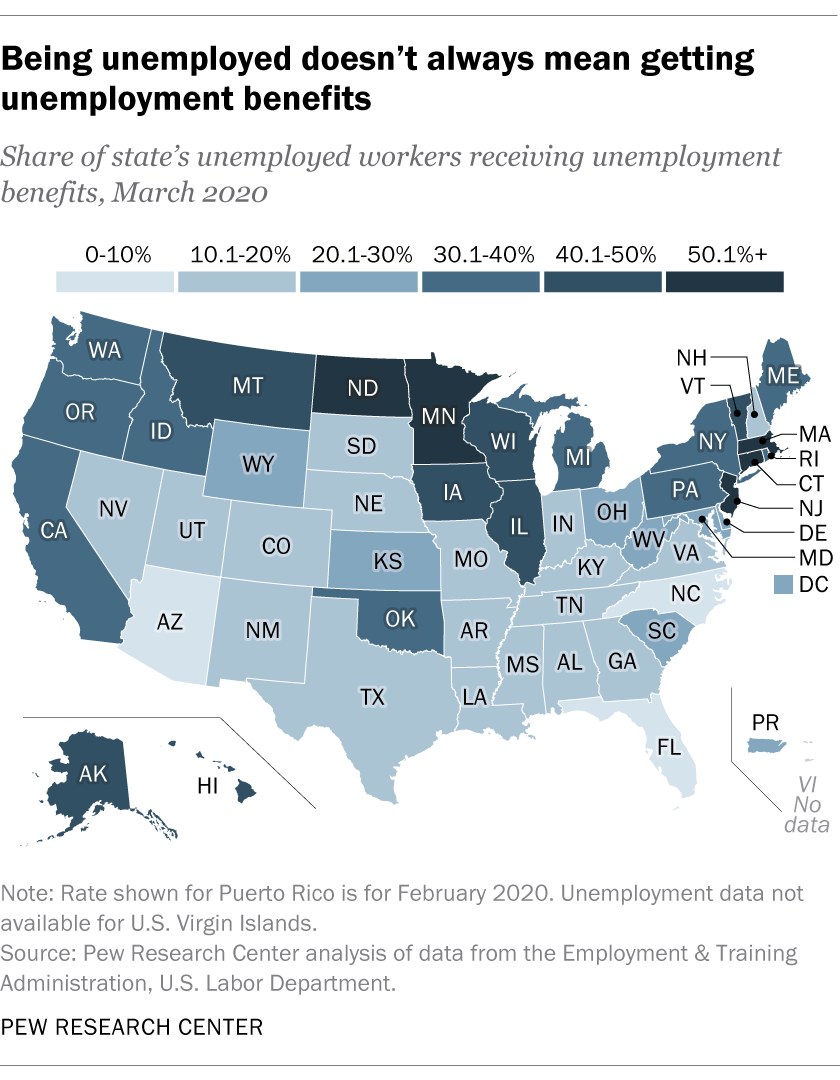 Being unemployed doesn’t always mean getting
unemployment benefits
Share of state’s unemployed workers receiving unemployment
benefits, March 2020
0-10% 10.1-20% 20.1-30% 30.1-40% 40.1-50% 50.1%+
WA
MT
ND
MN
NH
VT
ME
OR
ID
SD
WI
MI
NY
MA
RI
CT
NJ
DE
MD
DC
WY
IA
PA
NV
UT
NE
IL
IN
OH
CA
CO
KS
MO
WV
VA
KY
AZ
NM
OK
AR
TN
NC
SC
MS
AL
GA
TX
LA
FL
AK
HI
PR
VI
No
data
Note: Rate shown for Puerto Rico is for February 2020. Unemployment data not
available for U.S. Virgin Islands.
Source: Pew Research Center analysis of data from the Employment & Training
Administration, U.S. Labor Department.
PEW RESEARCH CENTER